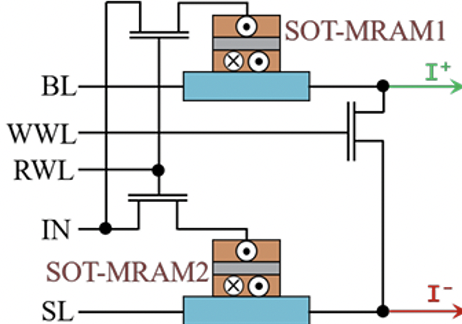 SOT-MRAM1
BL
I+
WWL
RWL
IN
SOT-MRAM2
SL
I-